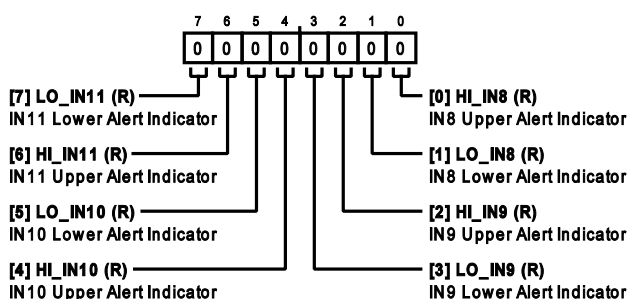 7 6 5 4 3 2 1 0
0 0 0 0 0 0 0 0
[7] LO_IN11 (R)
IN11 Lower Alert Indicator
[6] HI_IN11 (R)
IN11 Upper Alert Indicator
[5] LO_IN10 (R)
IN10 Lower Alert Indicator
[4] HI_IN10 (R)
IN10 Upper Alert Indicator
[0] HI_IN8 (R)
IN8 Upper Alert Indicator
[1] LO_IN8 (R)
IN8 Lower Alert Indicator
[2] HI_IN9 (R)
IN9 Upper Alert Indicator
[3] LO_IN9 (R)
IN9 Lower Alert Indicator